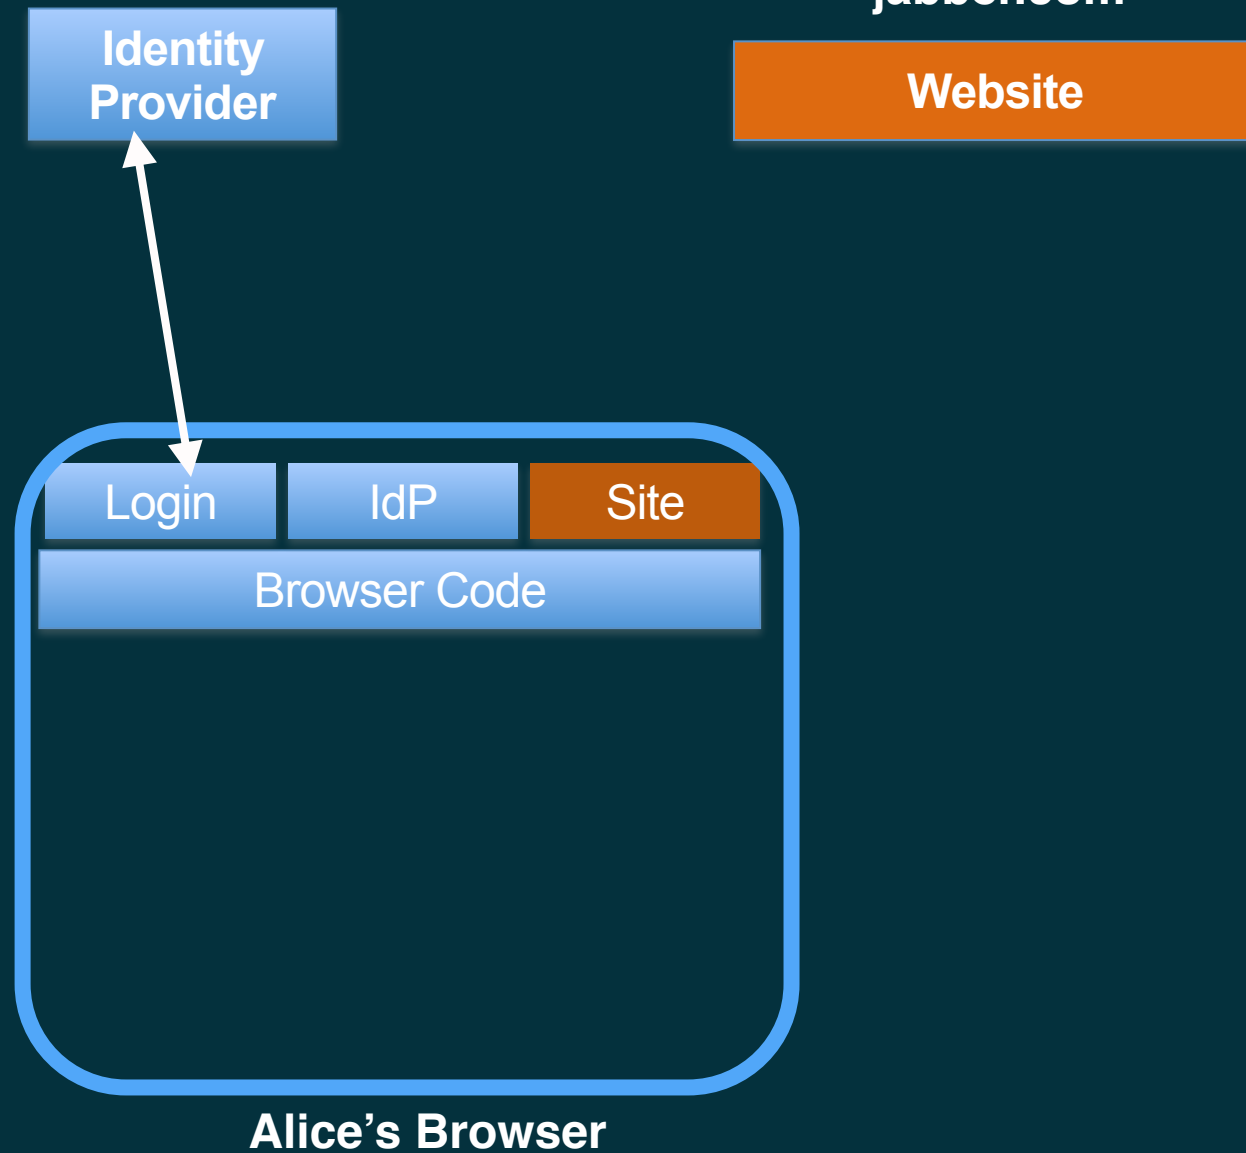 Identity
Provider
Website
Login
IdP
Site
Browser Code
Alice’s Browser